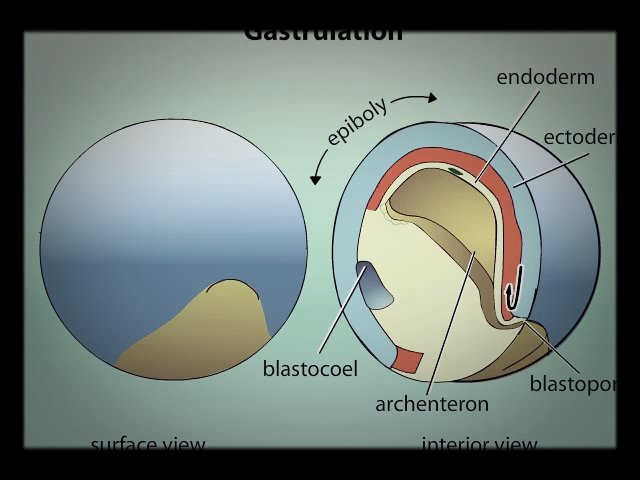 Gastrulation
endoderm
epiboly
ectoder
blastocoel
archenteron
blastopor
surface view
interior view